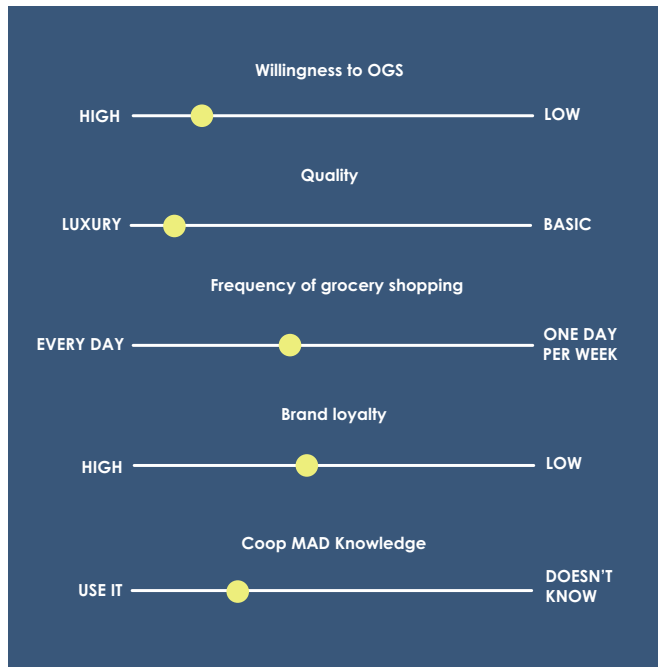 Willingness to OGS
HIGH
LOW
Quality
LUXURY
BASIC
Frequency of grocery shopping
EVERY DAY
ONE DAY
PER WEEK
Brand loyalty
HIGH
LOW
Coop MAD Knowledge
USE IT
DOESN'T
KNOW